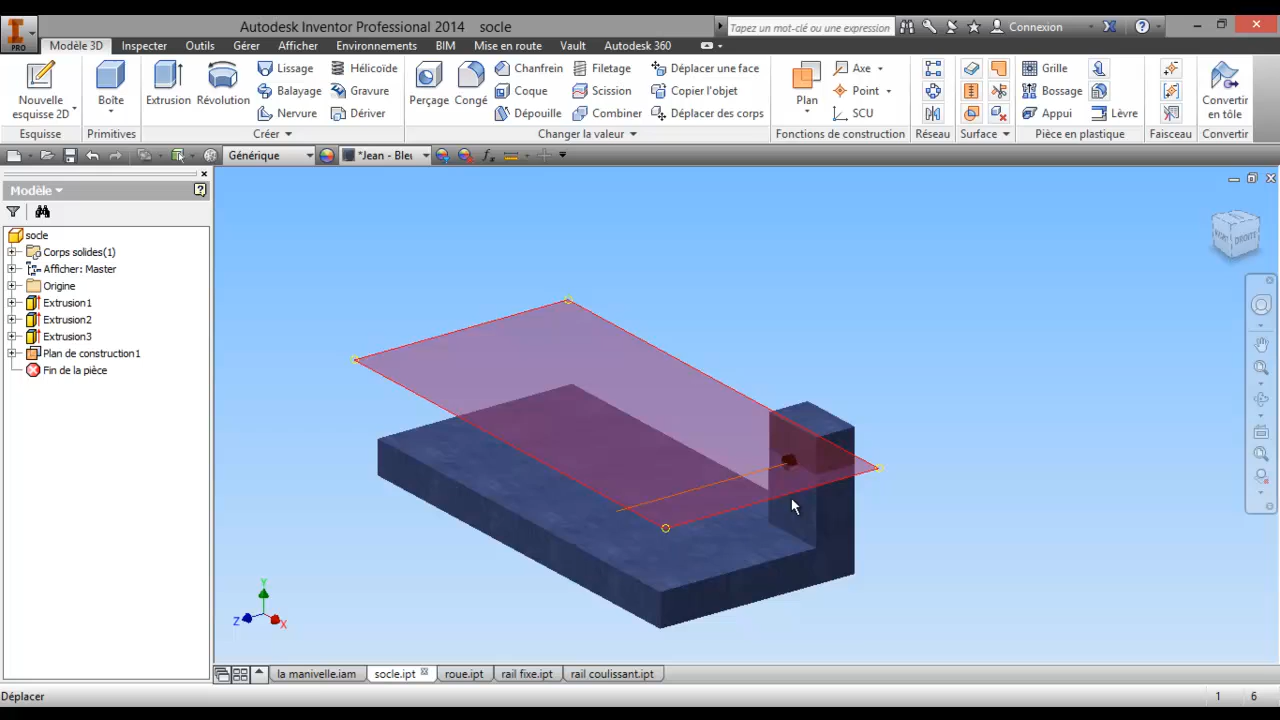 Autodesk Inventor Professional 2014 socle
Tapez un mot-clé ou une expression
Connexion
PRO
Modèle 3D Inspecter Outils Gérer Afficher Environnements BIM Mise en route Vault Autodesk 360
Nouvelle esquisse 2D
Boîte
Extrusion
Révolution
Lissage
Balayage
Nervure
Hélicoïde
Gravure
Dériver
Perçage
Congé
Chanfrein
Coque
Dépouille
Filetage
Scission
Combiner
Déplacer une face
Copier l'objet
Déplacer des corps
Plan
Axe
Point
SCU
Grille
Bossage
Appui
Lèvre
Convertir en tôle
Esquisse Primitives Créer Changer la valeur Fonctions de construction Réseau Surface Pièce en plastique Faisceau Convertir
Générique
*Jean - Bleu
Modèle
socle
Corps solides(1)
Afficher: Master
Origine
Extrusion1
Extrusion2
Extrusion3
Plan de construction1
Fin de la pièce
DROITE
Y
Z
X
la manivelle.iam socle.ipt roue.ipt rail fixe.ipt rail coulissant.ipt
Déplacer
1 6